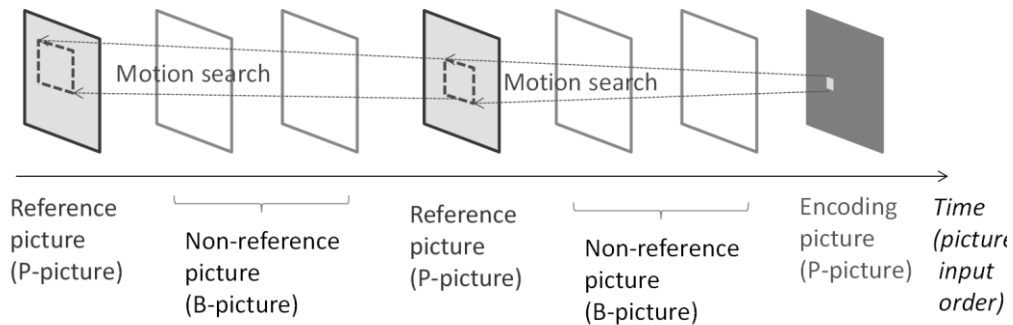 Motion search
Motion search
Reference
picture
(P-picture)
Non-reference
picture
(B-picture)
Reference
picture
(P-picture)
Non-reference
picture
(B-picture)
Encoding
picture
(P-picture)
Time
(picture
input
order)